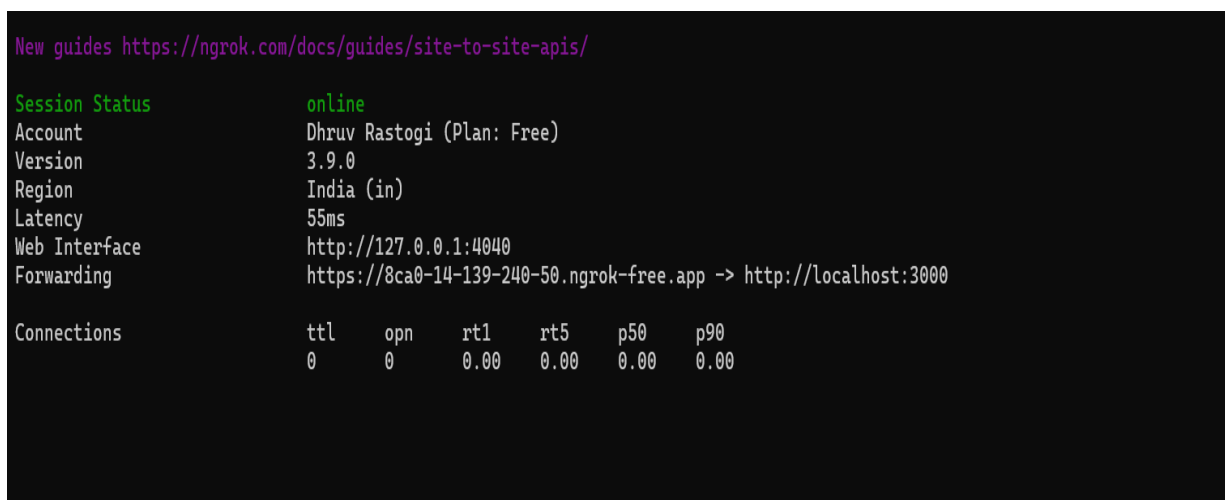 New guides https://ngrok.com/docs/guides/site-to-site-apis/
Session Status online
Account Dhruv Rastogi (Plan: Free)
Version 3.9.0
Region India (in)
Latency 55ms
Web Interface http://127.0.0.1:4040
Forwarding https://8ca0-14-139-240-50.ngrok-free.app -> http://localhost:3000
Connections ttl opn rt1 rt5 p50 p90
0 0 0.00 0.00 0.00 0.00